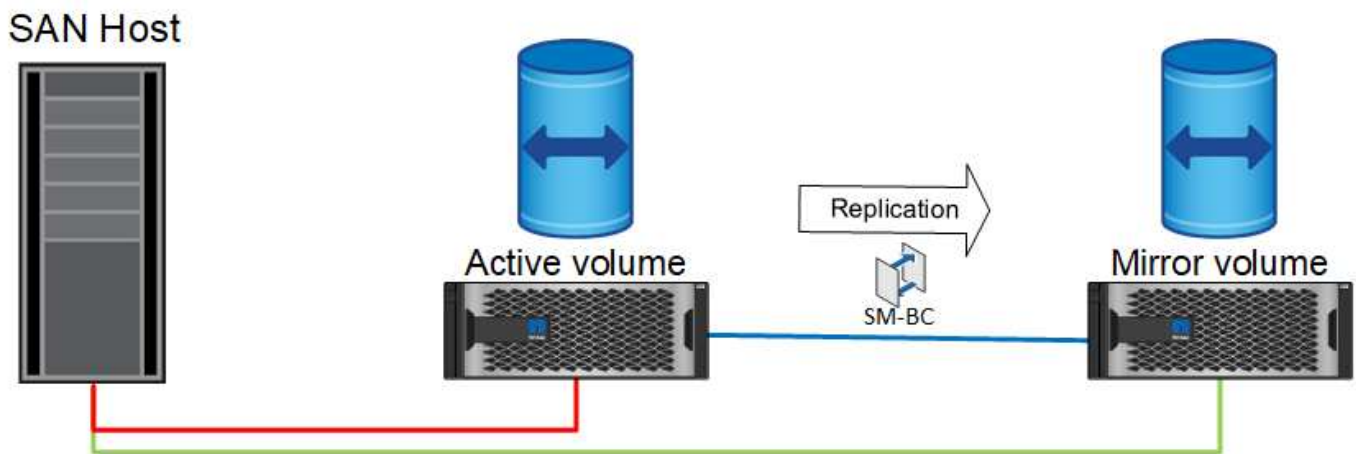 SAN Host
Replication
Active volume
Mirror volume
SM-BC